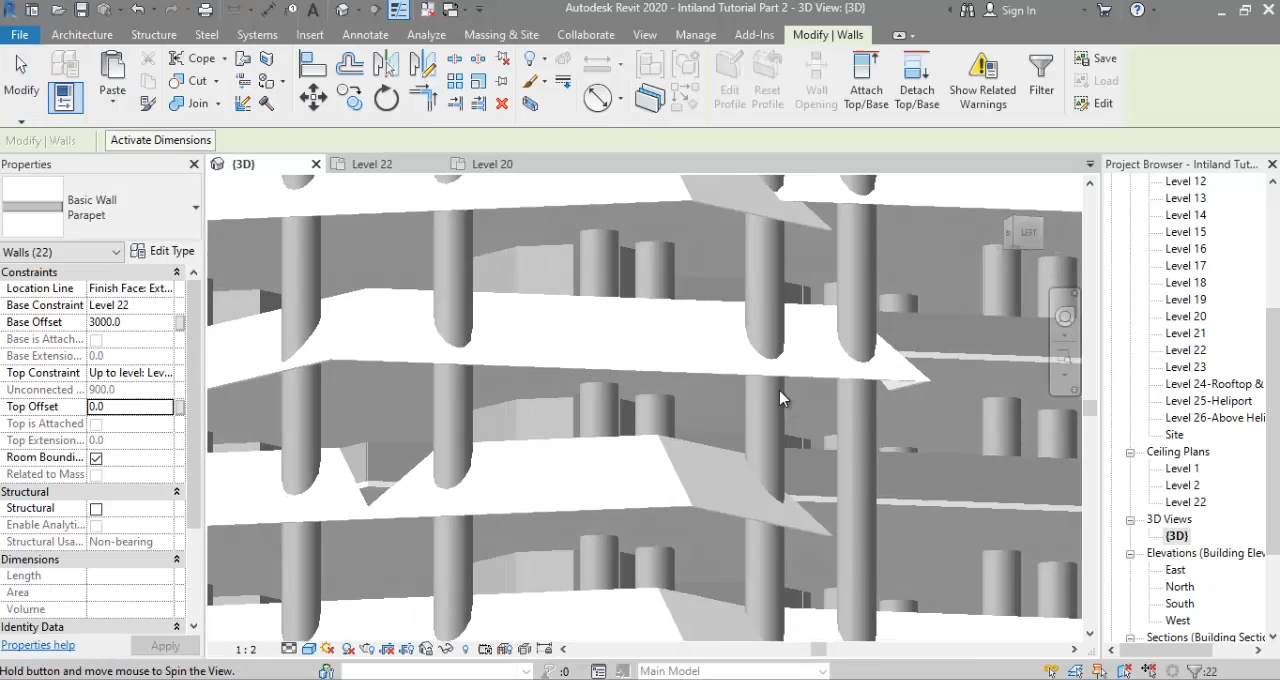 Autodesk Revit 2020 - Intiland Tutorial Part 2 - 3D View: {3D}
Sign In
File Architecture Structure Steel Systems Insert Annotate Analyze Massing & Site Collaborate View Manage Add-Ins Modify | Walls
Modify
Paste
Cope
Cut
Join
Edit Profile
Reset Profile
Wall Opening
Attach Top/Base
Detach Top/Base
Show Related Warnings
Filter
Save
Load
Edit
Modify | Walls
Activate Dimensions
Properties
{3D}
Level 22
Level 20
Project Browser - Intiland Tut...
Basic Wall
Parapet
Walls (22)
Edit Type
Constraints
Location Line Finish Face: Ext...
Base Constraint Level 22
Base Offset 3000.0
Base is Attach...
Base Extensio... 0.0
Top Constraint Up to level: Lev...
Unconnected ... 900.0
Top Offset 0.0
Top is Attached
Top Extension... 0.0
Room Boundi...
Related to Mass
Structural
Structural
Enable Analyti...
Structural Usa... Non-bearing
Dimensions
Length
Area
Volume
Identity Data
Properties help
Apply
LEFT
Level 12
Level 13
Level 14
Level 15
Level 16
Level 17
Level 18
Level 19
Level 20
Level 21
Level 22
Level 23
Level 24-Rooftop &
Level 25-Heliport
Level 26-Above Heli
Site
Ceiling Plans
Level 1
Level 2
Level 22
3D Views
{3D}
Elevations (Building Elev
East
North
South
West
Sections (Building Secti
1 : 2
Hold button and move mouse to Spin the View.
:0
Main Model
:22